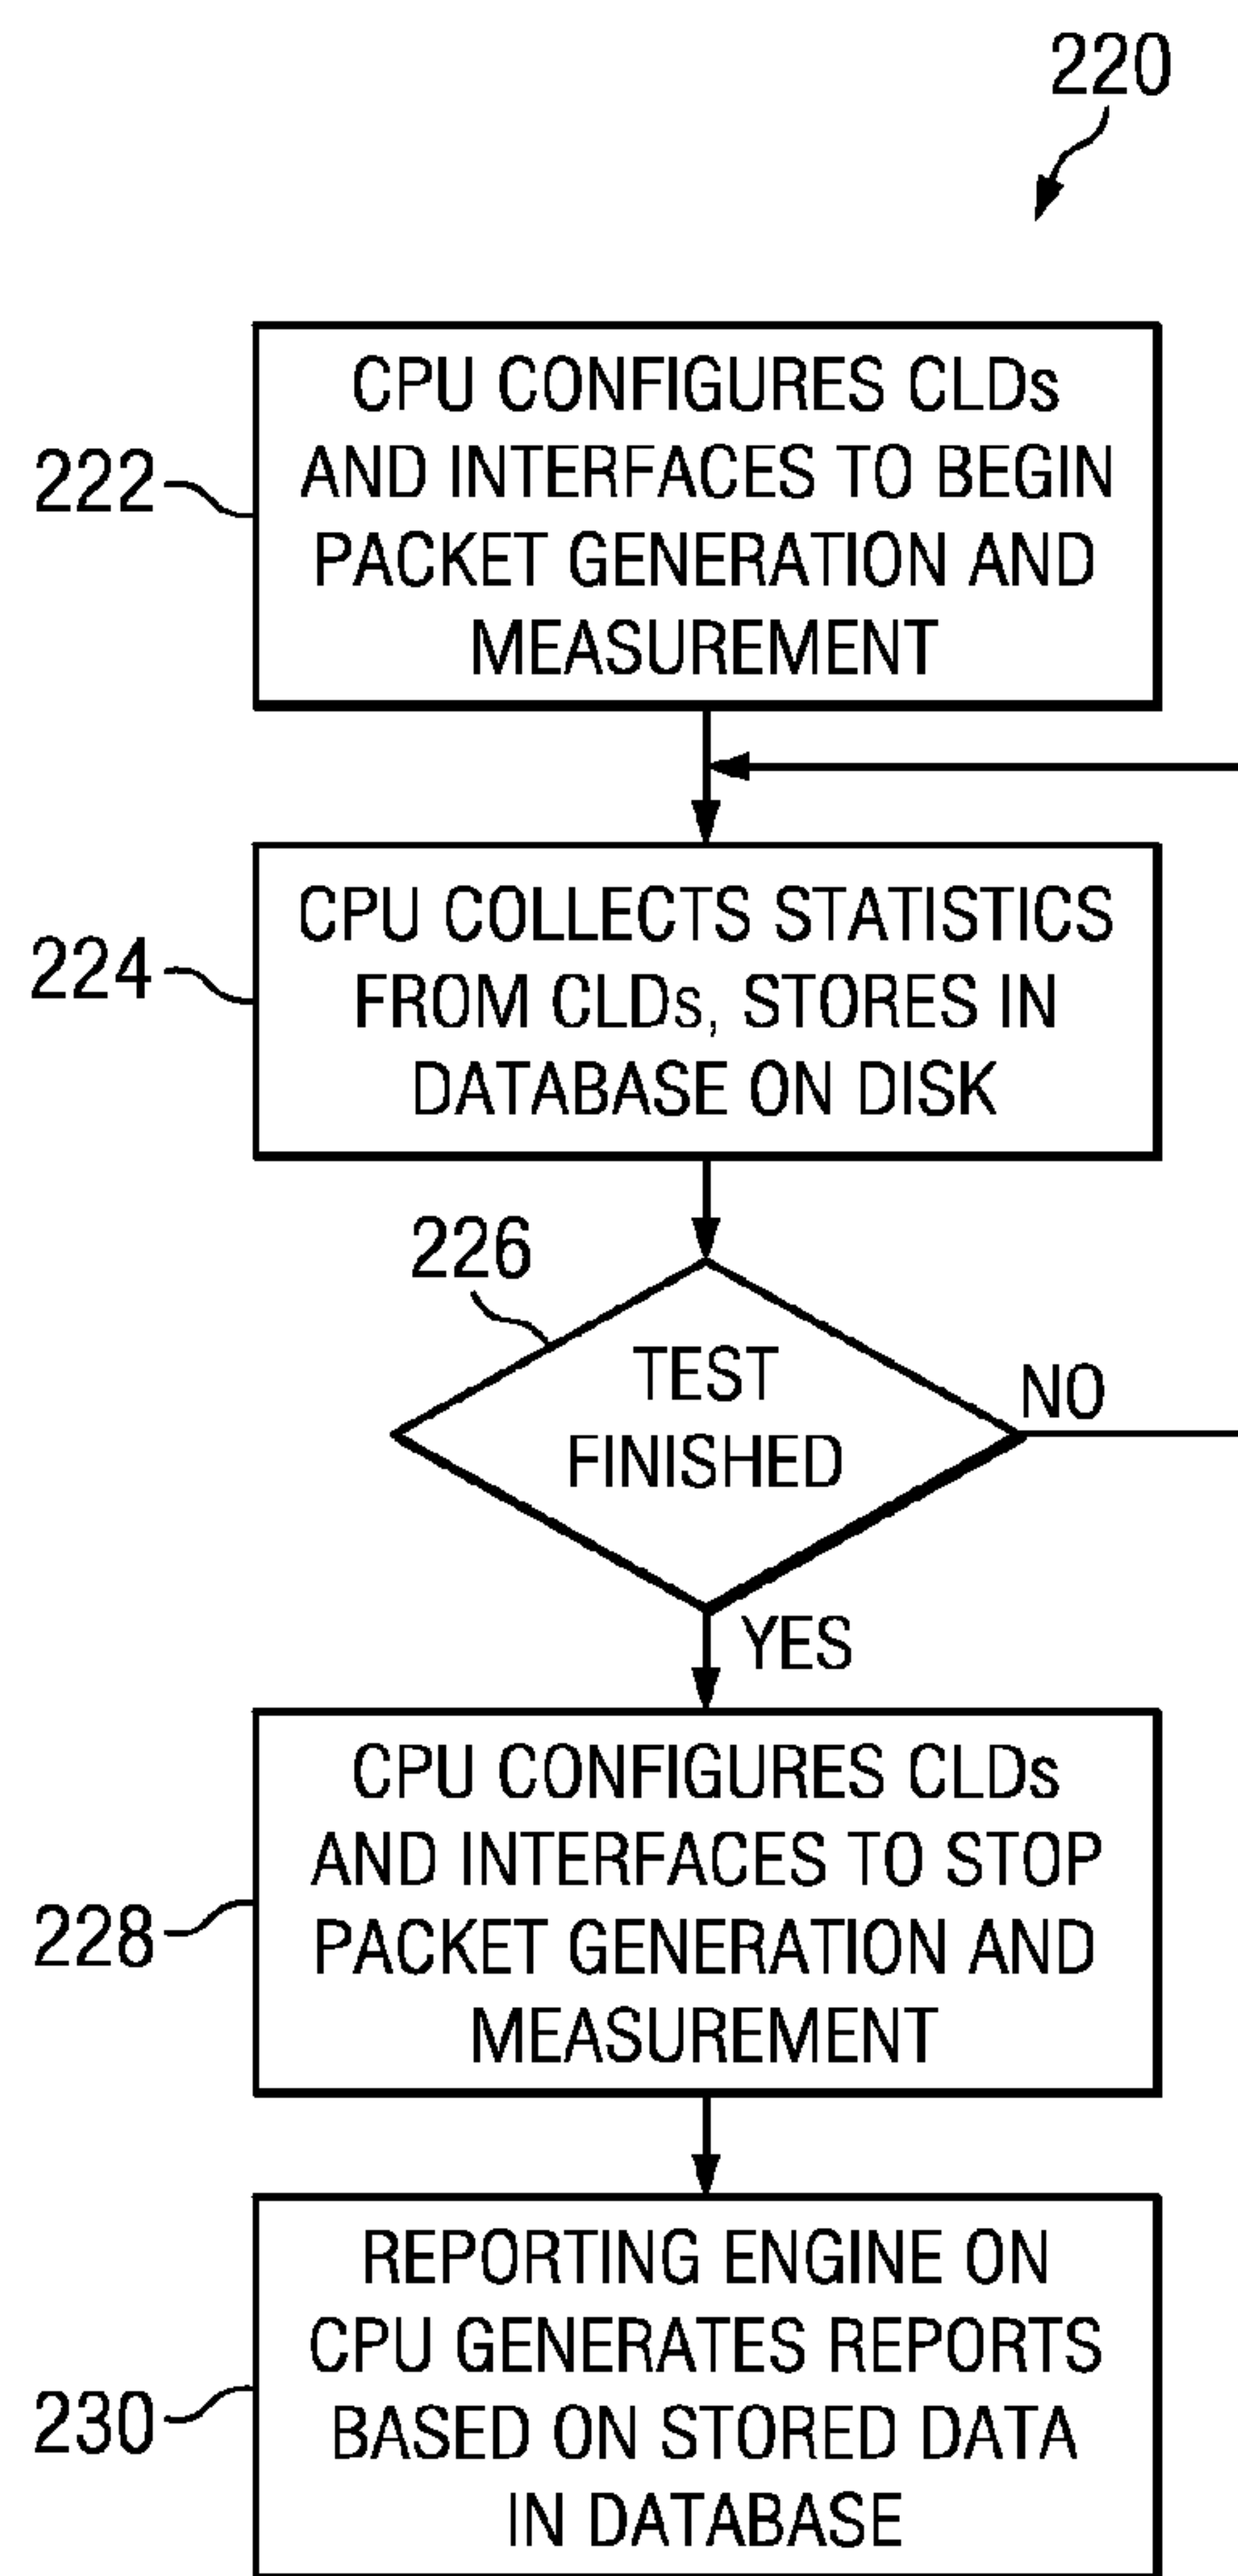 220
222
CPU CONFIGURES CLDs
AND INTERFACES TO BEGIN
PACKET GENERATION AND
MEASUREMENT
224
CPU COLLECTS STATISTICS
FROM CLDs, STORES IN
DATABASE ON DISK
226
TEST
FINISHED
NO
YES
228
CPU CONFIGURES CLDs
AND INTERFACES TO STOP
PACKET GENERATION AND
MEASUREMENT
230
REPORTING ENGINE ON
CPU GENERATES REPORTS
BASED ON STORED DATA
IN DATABASE